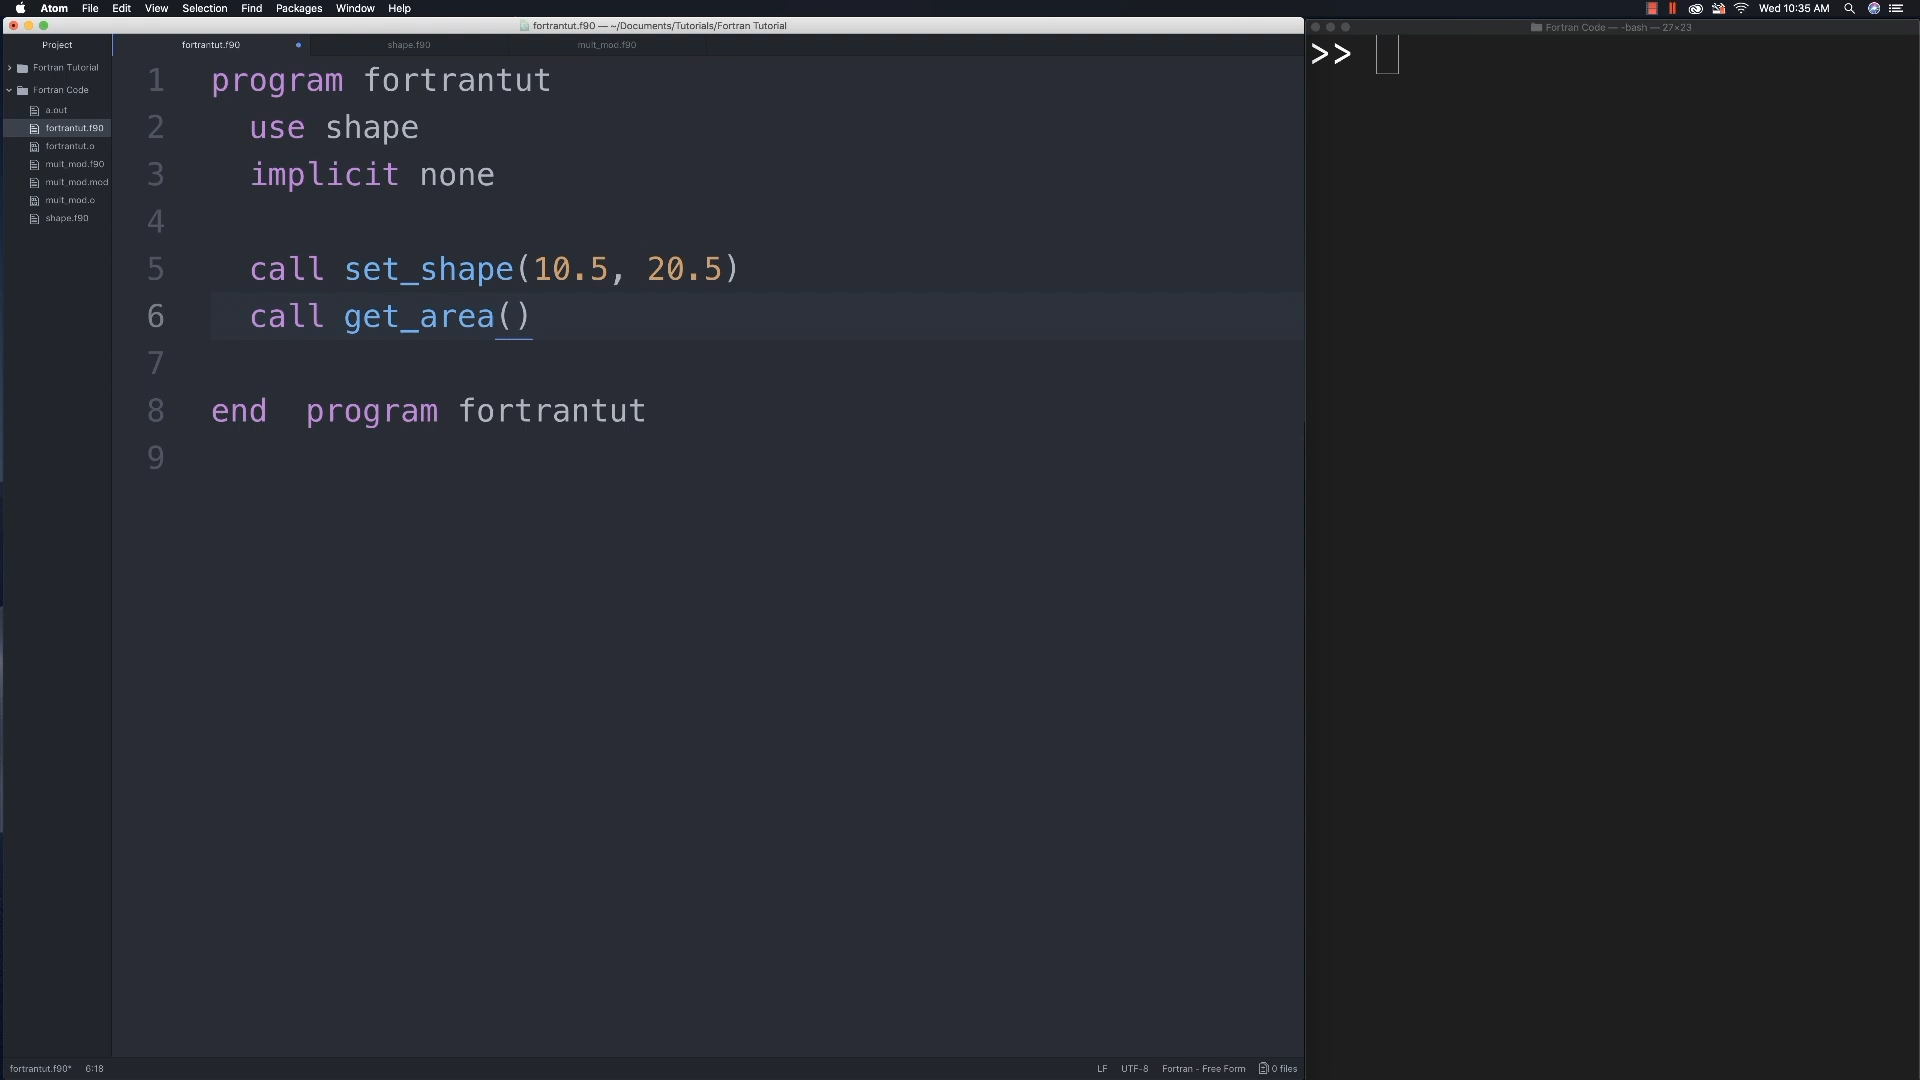 Atom File Edit View Selection Find Packages Window Help Wed 10:35 AM
fortrantut.f90 — ~/Documents/Tutorials/Fortran Tutorial
Fortran Code — -bash — 27×23
Project
fortrantut.f90 shape.f90 mult_mod.f90
Fortran Tutorial
Fortran Code
a.out
fortrantut.f90
fortrantut.o
mult_mod.f90
mult_mod.mod
mult_mod.o
shape.f90
1 program fortrantut
2 use shape
3 implicit none
4
5 call set_shape(10.5, 20.5)
6 call get_area()
7
8 end  program fortrantut
9
>>
fortrantut.f90* 6:18 LF UTF-8 Fortran - Free Form 0 files